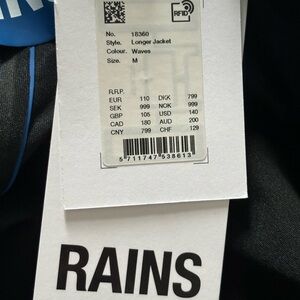 IN
RFID
No. 18360
Style. Longer Jacket
Colour. Waves
Size. M
R.R.P.
EUR 110 DKK 799
SEK 999 NOK 999
GBP 105 USD 140
CAD 180 AUD 200
CNY 799 CHF 129
5 711747 538613
RAINS